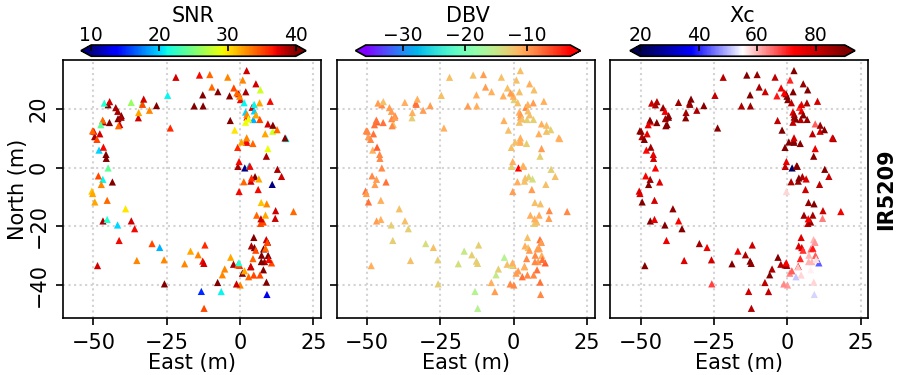 SNR DBV Xc
10 20 30 40 −30 −20 −10 20 40 60 80
North (m)
20
0
−20
−40
IR5209
−50 −25 0 25 −50 −25 0 25 −50 −25 0 25
East (m) East (m) East (m)